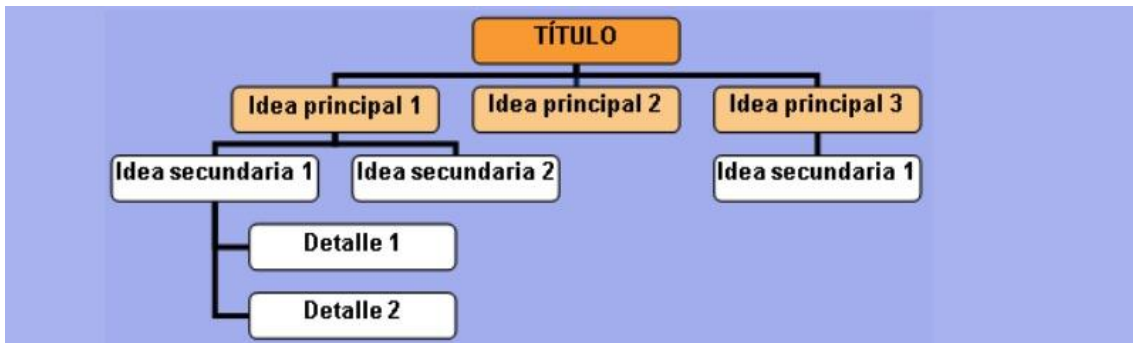 TÍTULO
Idea principal 1
Idea principal 2
Idea principal 3
Idea secundaria 1
Idea secundaria 2
Idea secundaria 1
Detalle 1
Detalle 2